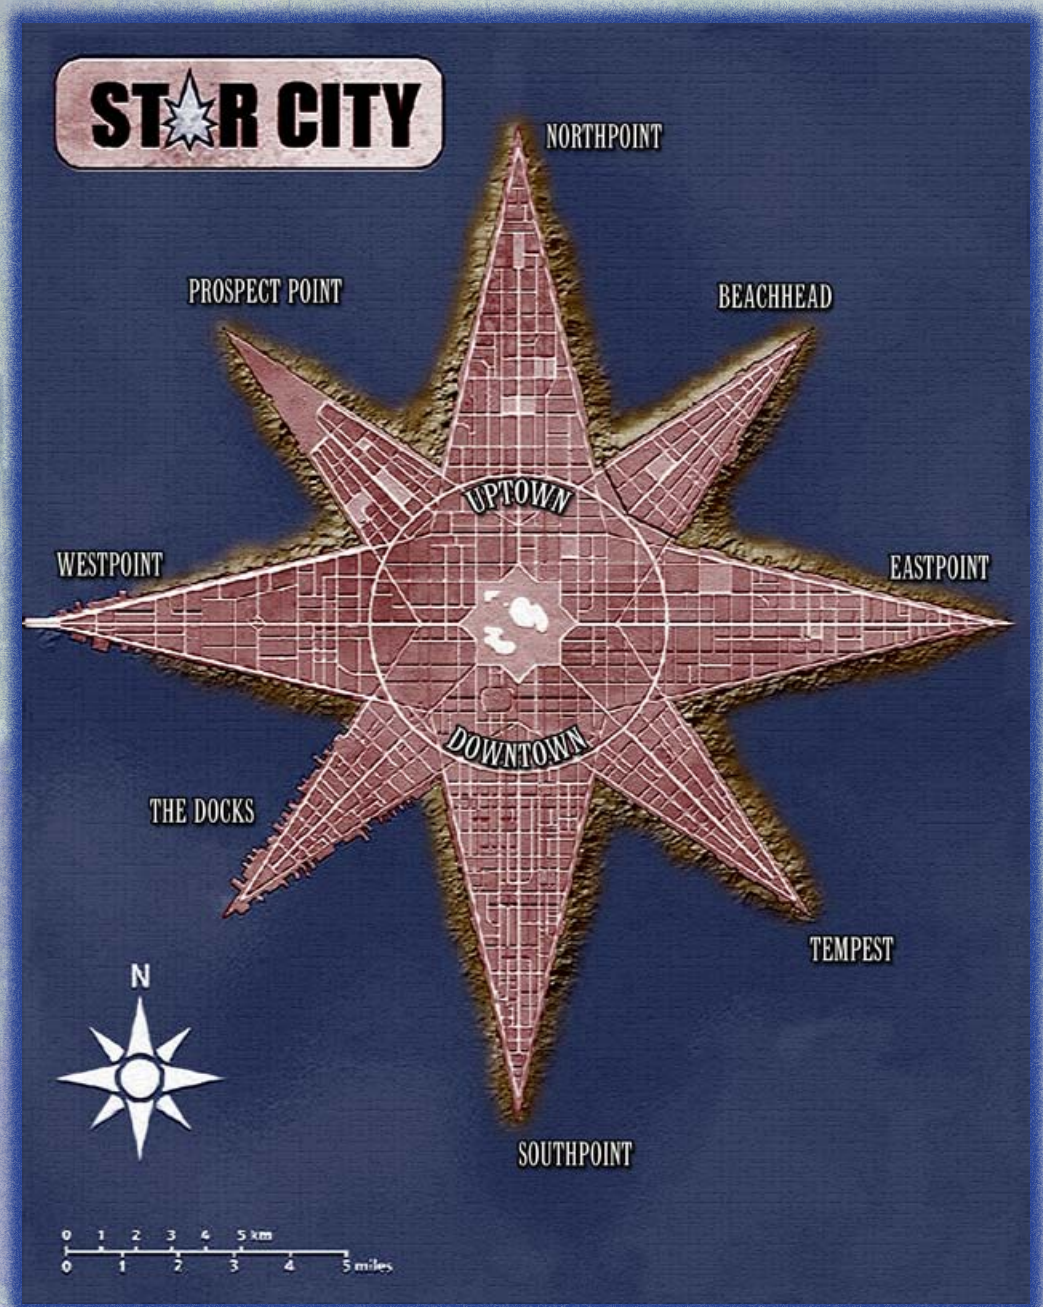 STAR CITY
NORTHPOINT
PROSPECT POINT
BEACHHEAD
UPTOWN
WESTPOINT
EASTPOINT
DOWNTOWN
THE DOCKS
TEMPEST
N
SOUTHPOINT
0 1 2 3 4 5 km
0 1 2 3 4 5 miles